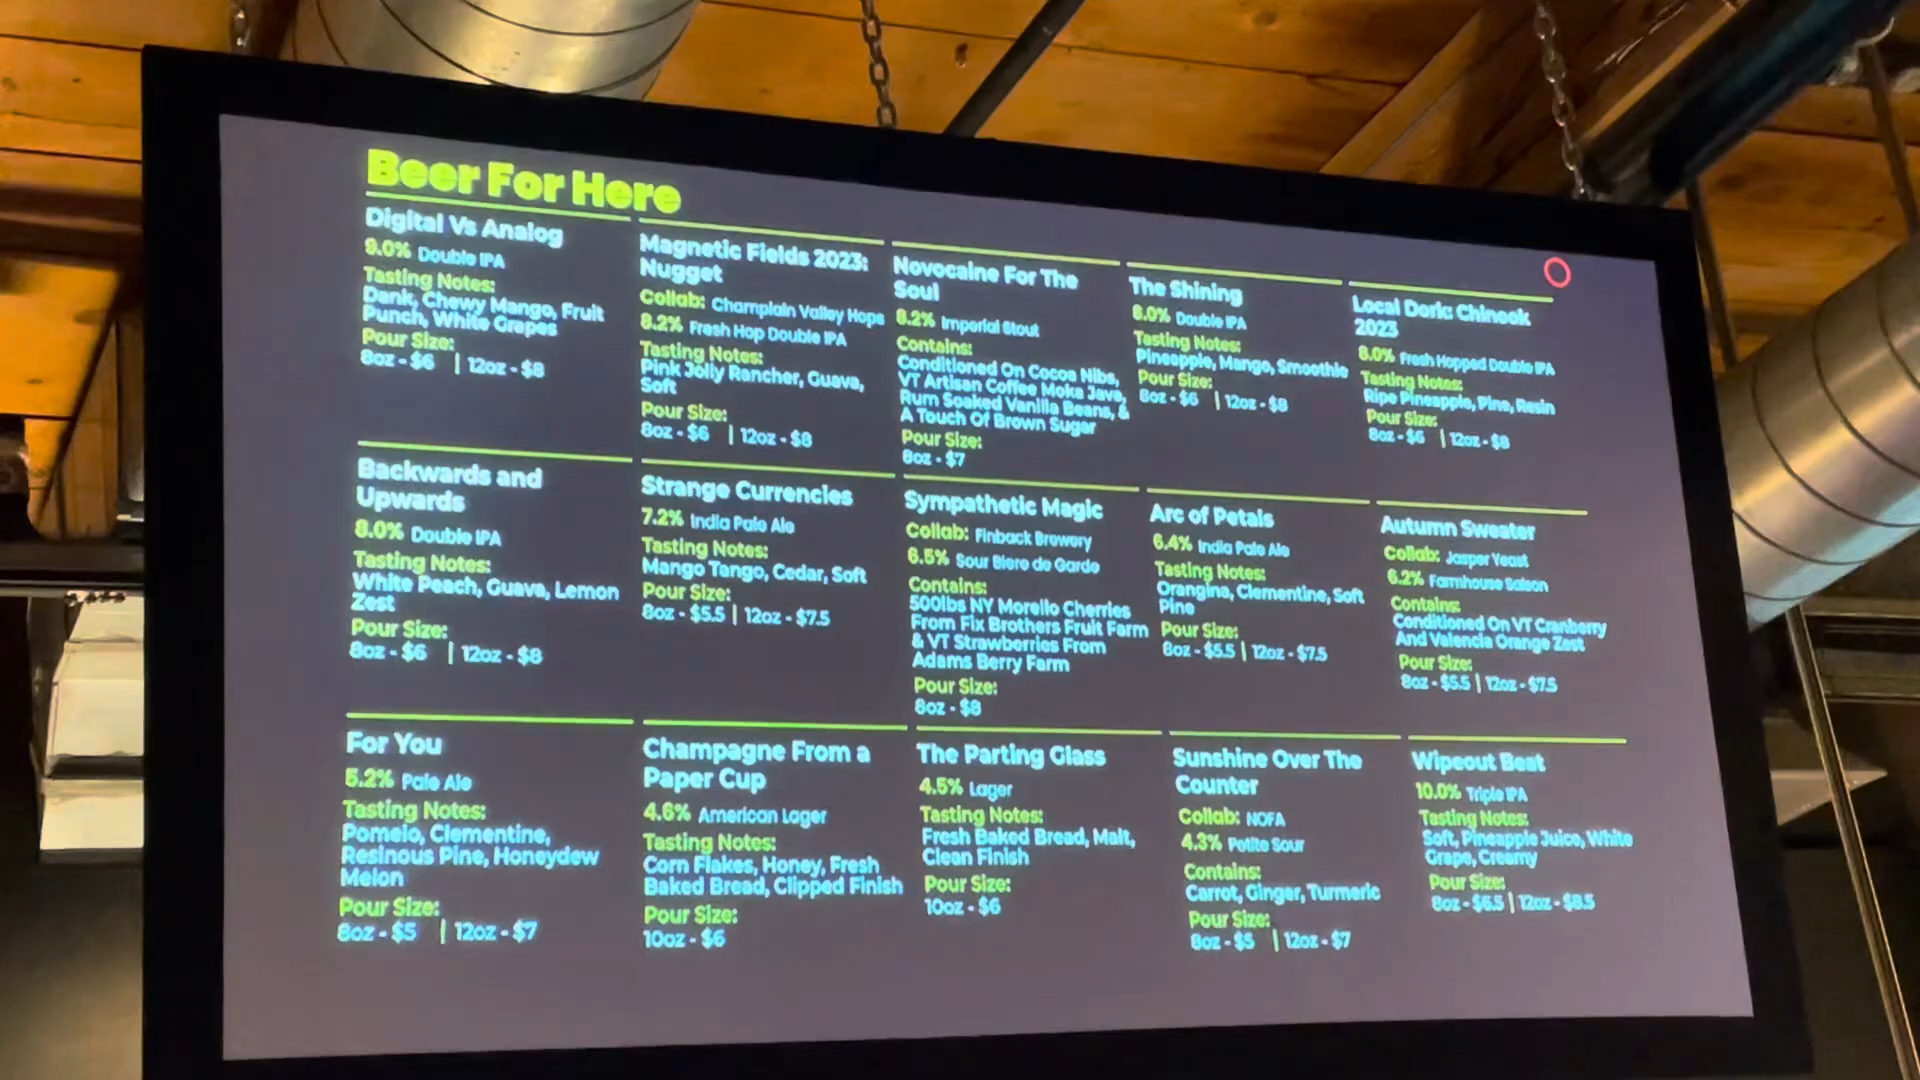 Beer For Here
Digital Vs Analog
9.0% Double IPA
Tasting Notes:
Dank, Chewy Mango, Fruit
Punch, White Grapes
Pour Size:
8oz - $6 | 12oz - $8
Magnetic Fields 2023:
Nugget
Collab: Champlain Valley Hops
8.2% Fresh Hop Double IPA
Tasting Notes:
Pink Jolly Rancher, Guava,
Soft
Pour Size:
8oz - $6 | 12oz - $8
Novocaine For The
Soul
8.2% Imperial Stout
Contains:
Conditioned On Cocoa Nibs,
VT Artisan Coffee Moka Java,
Rum Soaked Vanilla Beans, &
A Touch Of Brown Sugar
Pour Size:
8oz - $7
The Shining
8.0% Double IPA
Tasting Notes:
Pineapple, Mango, Smoothie
Pour Size:
8oz - $6 | 12oz - $8
Local Dork: Chinook
2023
8.0% Fresh Hopped Double IPA
Tasting Notes:
Ripe Pineapple, Pine, Resin
Pour Size:
8oz - $6 | 12oz - $8
Backwards and
Upwards
8.0% Double IPA
Tasting Notes:
White Peach, Guava, Lemon
Zest
Pour Size:
8oz - $6 | 12oz - $8
Strange Currencies
7.2% India Pale Ale
Tasting Notes:
Mango Tango, Cedar, Soft
Pour Size:
8oz - $5.5 | 12oz - $7.5
Sympathetic Magic
Collab: Finback Brewery
6.5% Sour Biere de Garde
Contains:
500lbs NY Morello Cherries
From Fix Brothers Fruit Farm
& VT Strawberries From
Adams Berry Farm
Pour Size:
8oz - $8
Arc of Petals
6.4% India Pale Ale
Tasting Notes:
Orangina, Clementine, Soft
Pine
Pour Size:
8oz - $5.5 | 12oz - $7.5
Autumn Sweater
Collab: Jasper Yeast
6.2% Farmhouse Saison
Contains:
Conditioned On VT Cranberry
And Valencia Orange Zest
Pour Size:
8oz - $5.5 | 12oz - $7.5
For You
5.2% Pale Ale
Tasting Notes:
Pomelo, Clementine,
Resinous Pine, Honeydew
Melon
Pour Size:
8oz - $5 | 12oz - $7
Champagne From a
Paper Cup
4.6% American Lager
Tasting Notes:
Corn Flakes, Honey, Fresh
Baked Bread, Clipped Finish
Pour Size:
10oz - $6
The Parting Glass
4.5% Lager
Tasting Notes:
Fresh Baked Bread, Malt,
Clean Finish
Pour Size:
10oz - $6
Sunshine Over The
Counter
Collab: NOFA
4.3% Petite Sour
Contains:
Carrot, Ginger, Turmeric
Pour Size:
8oz - $5 | 12oz - $7
Wipeout Beat
10.0% Triple IPA
Tasting Notes:
Soft, Pineapple Juice, White
Grape, Creamy
Pour Size:
8oz - $6.5 | 12oz - $8.5